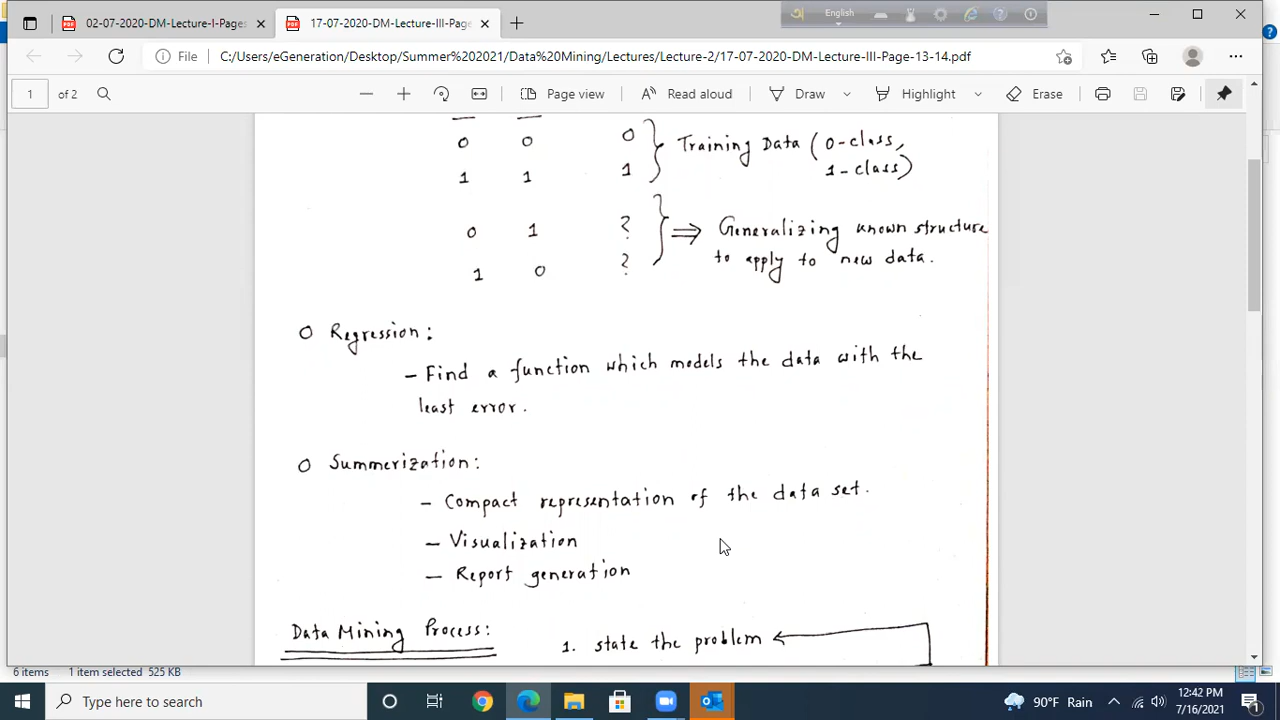 02-07-2020-DM-Lecture-I-Pages
17-07-2020-DM-Lecture-III-Page
English
File
C:/Users/eGeneration/Desktop/Summer%202021/Data%20Mining/Lectures/Lecture-2/17-07-2020-DM-Lecture-III-Page-13-14.pdf
1 of 2
Page view
Read aloud
Draw
Highlight
Erase
0 0 0
1 1 1
Training Data (0-class,
1-class)
0 1 ?
1 0 ?
⇒ Generalizing known structure
to apply to new data.
○ Regression:
- Find a function which models the data with the
least error.
○ Summerization:
- Compact representation of the data set.
- Visualization
- Report generation
Data Mining Process:
1. state the problem
6 items 1 item selected 525 KB
Type here to search
90°F Rain
12:42 PM
7/16/2021